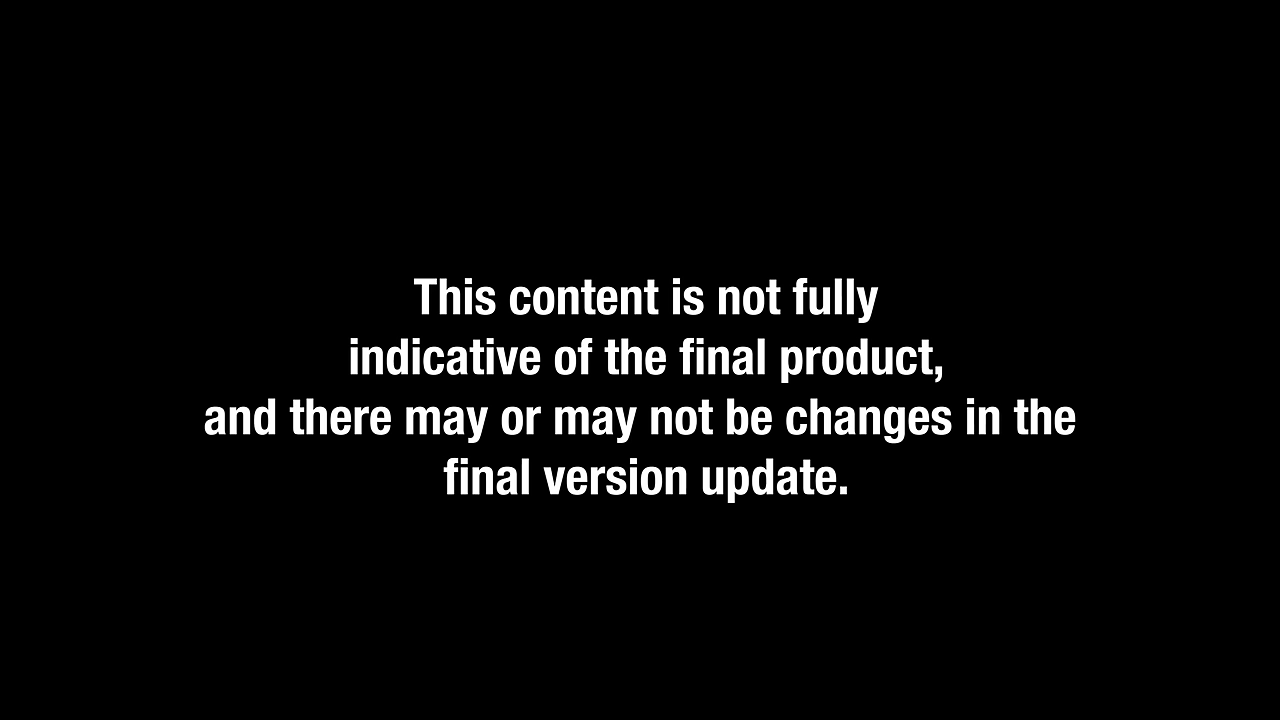 This content is not fully
indicative of the final product,
and there may or may not be changes in the
final version update.